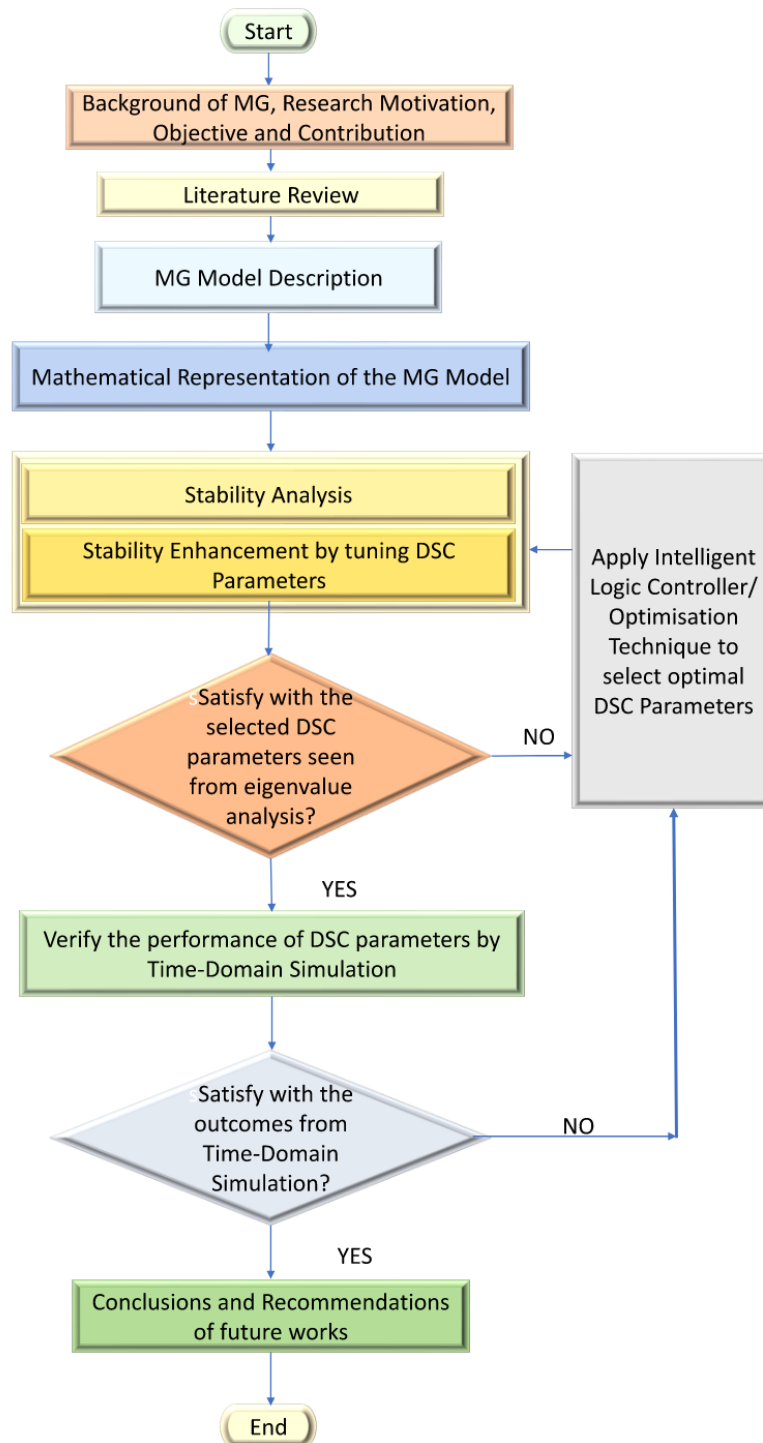 Start
Background of MG, Research Motivation,
Objective and Contribution
Literature Review
MG Model Description
Mathematical Representation of the MG Model
Stability Analysis
Stability Enhancement by tuning DSC
Parameters
Apply Intelligent
Logic Controller/
Optimisation
Technique to
select optimal
DSC Parameters
sSatisfy with the
selected DSC
parameters seen
from eigenvalue
analysis?
NO
YES
Verify the performance of DSC parameters by
Time-Domain Simulation
sSatisfy with the
outcomes from
Time-Domain
Simulation?
NO
YES
Conclusions and Recommendations
of future works
End